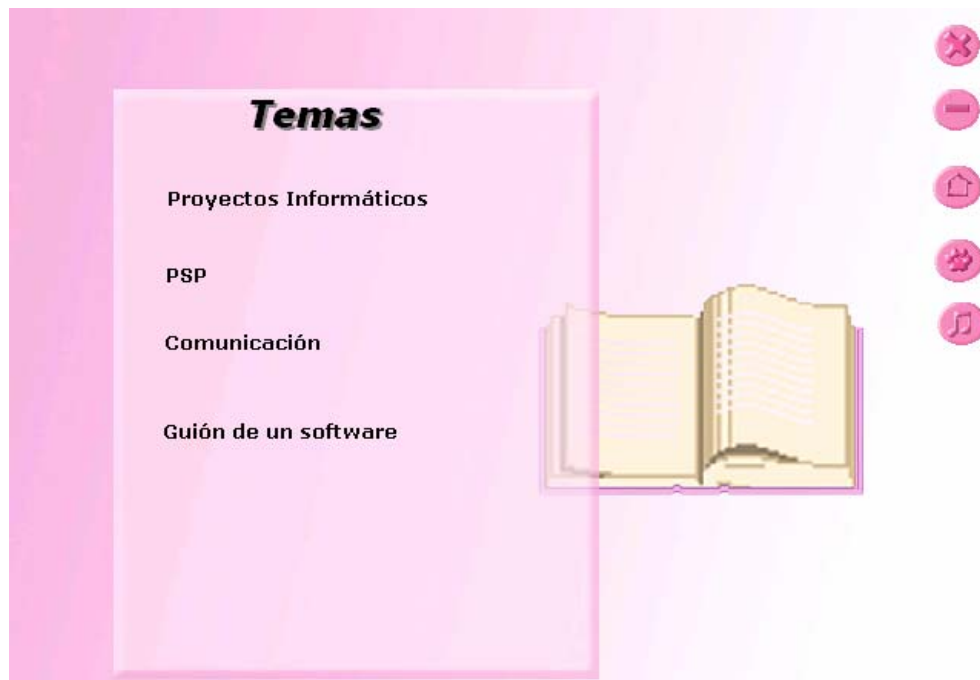 Temas
Proyectos Informáticos
PSP
Comunicación
Guión de un software